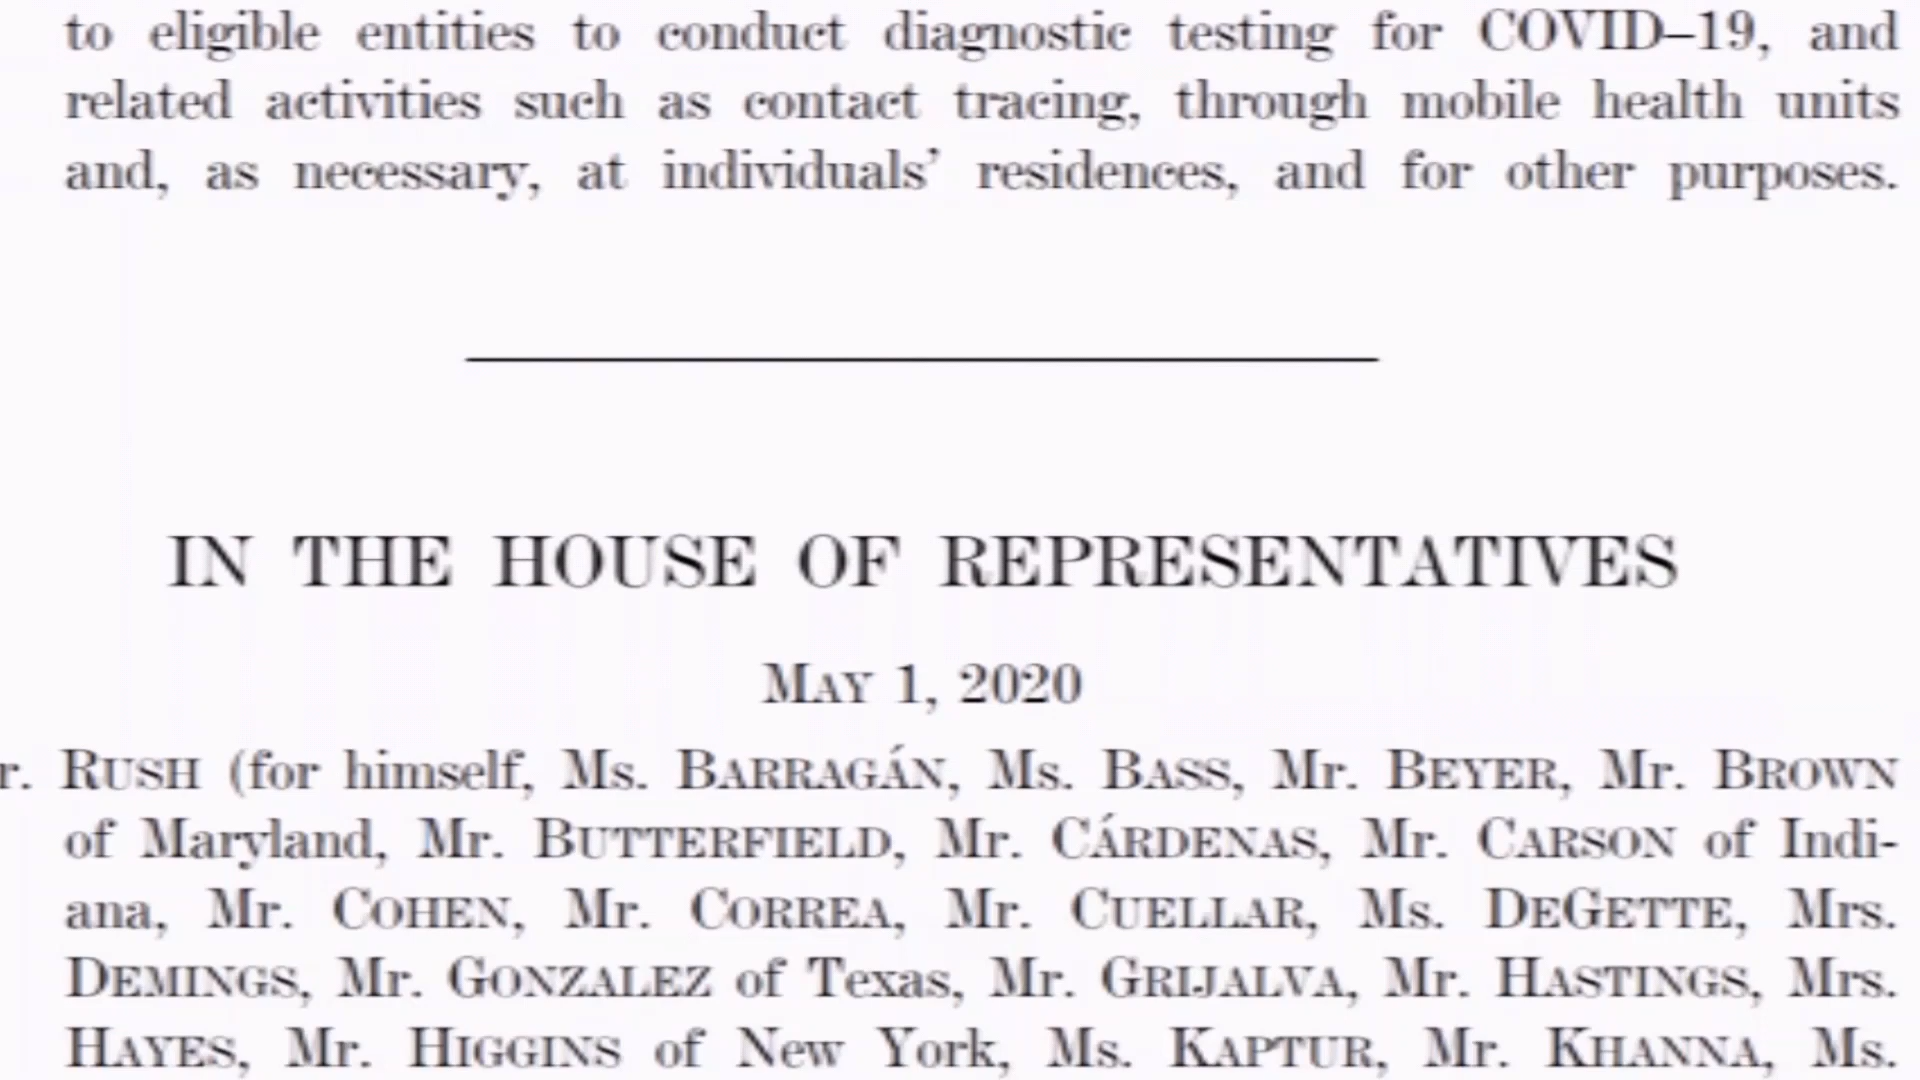 to eligible entities to conduct diagnostic testing for COVID–19, and
related activities such as contact tracing, through mobile health units
and, as necessary, at individuals’ residences, and for other purposes.
IN THE HOUSE OF REPRESENTATIVES
MAY 1, 2020
r. RUSH (for himself, Ms. BARRAGÁN, Ms. BASS, Mr. BEYER, Mr. BROWN
of Maryland, Mr. BUTTERFIELD, Mr. CÁRDENAS, Mr. CARSON of Indi-
ana, Mr. COHEN, Mr. CORREA, Mr. CUELLAR, Ms. DEGETTE, Mrs.
DEMINGS, Mr. GONZALEZ of Texas, Mr. GRIJALVA, Mr. HASTINGS, Mrs.
HAYES, Mr. HIGGINS of New York, Ms. KAPTUR, Mr. KHANNA, Ms.